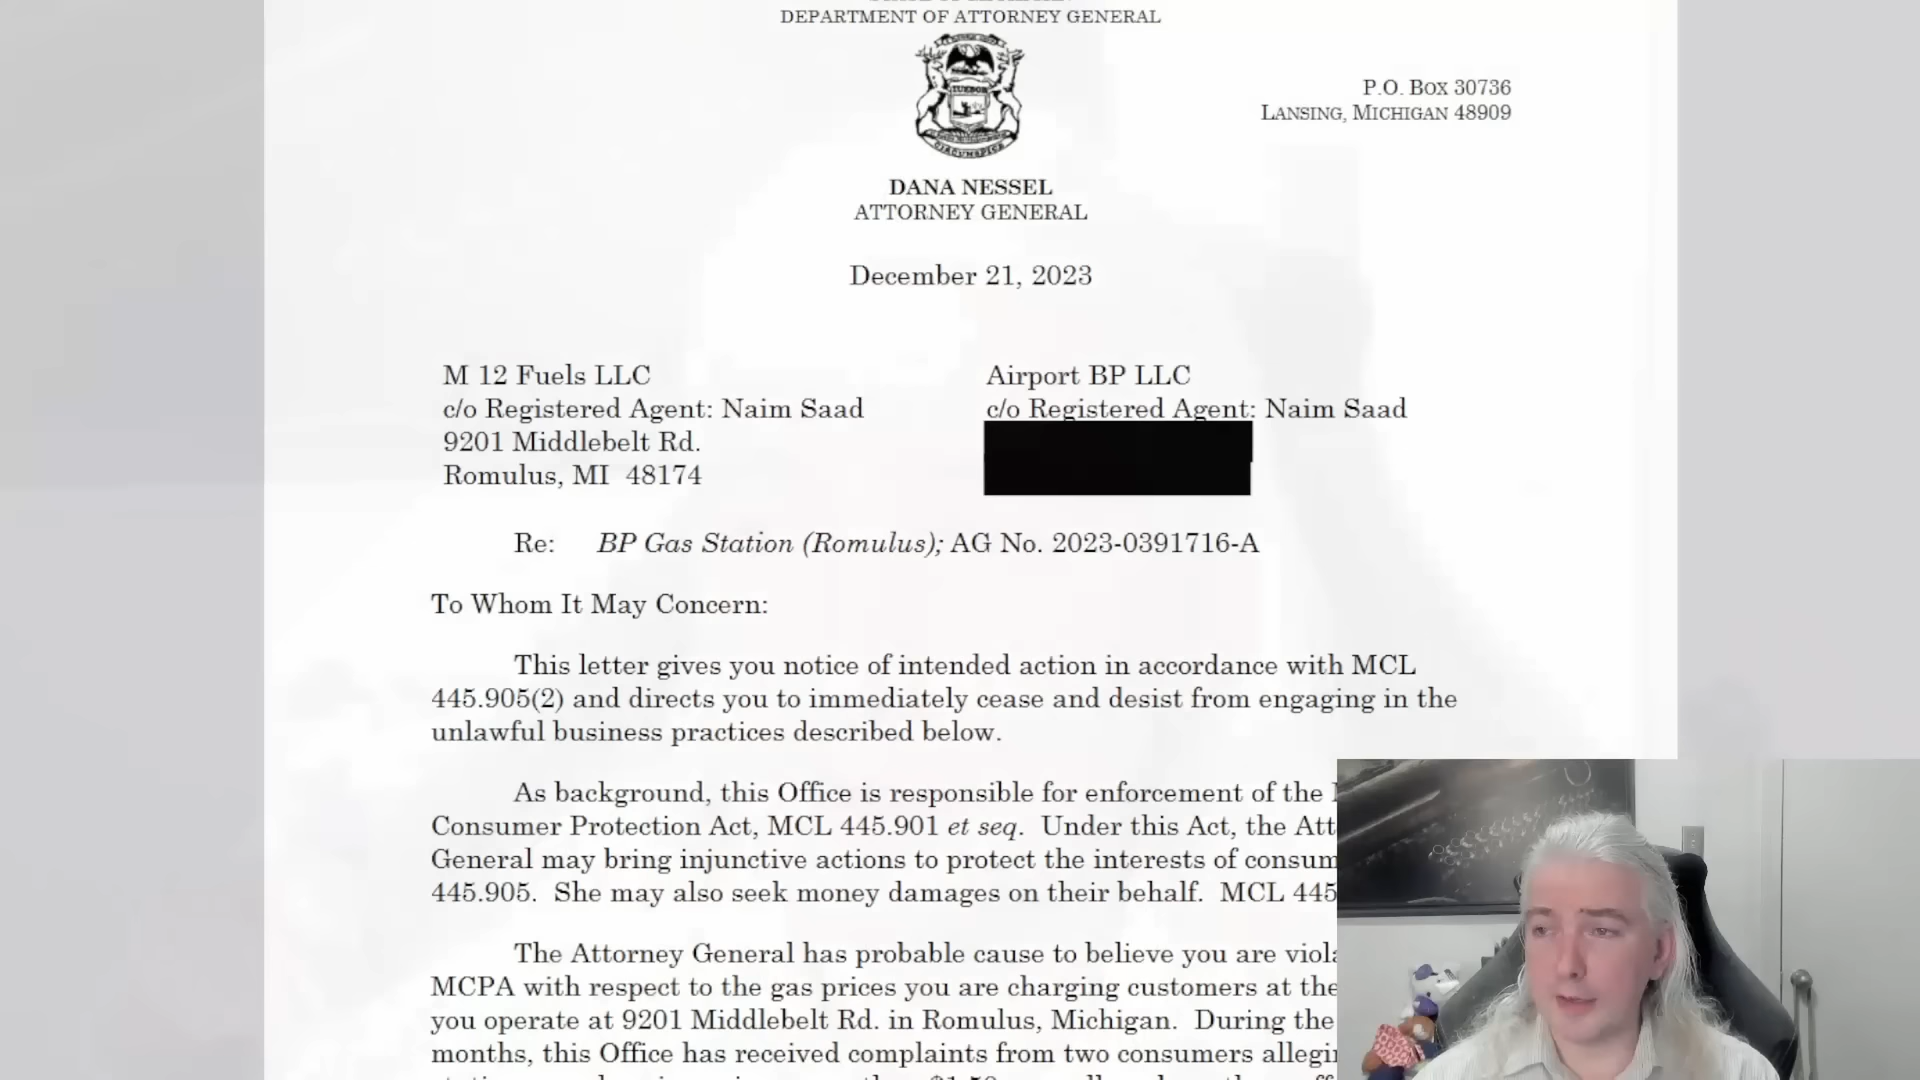 DEPARTMENT OF ATTORNEY GENERAL
TUEBOR
CIRCUMSPICE
P.O. BOX 30736
LANSING, MICHIGAN 48909
DANA NESSEL
ATTORNEY GENERAL
December 21, 2023
M 12 Fuels LLC
c/o Registered Agent: Naim Saad
9201 Middlebelt Rd.
Romulus, MI 48174
Airport BP LLC
c/o Registered Agent: Naim Saad
Re: BP Gas Station (Romulus); AG No. 2023-0391716-A
To Whom It May Concern:
This letter gives you notice of intended action in accordance with MCL
445.905(2) and directs you to immediately cease and desist from engaging in the
unlawful business practices described below.
As background, this Office is responsible for enforcement of the
Consumer Protection Act, MCL 445.901 et seq. Under this Act, the Att
General may bring injunctive actions to protect the interests of consum
445.905. She may also seek money damages on their behalf. MCL 445
The Attorney General has probable cause to believe you are viola
MCPA with respect to the gas prices you are charging customers at the
you operate at 9201 Middlebelt Rd. in Romulus, Michigan. During the
months, this Office has received complaints from two consumers allegi